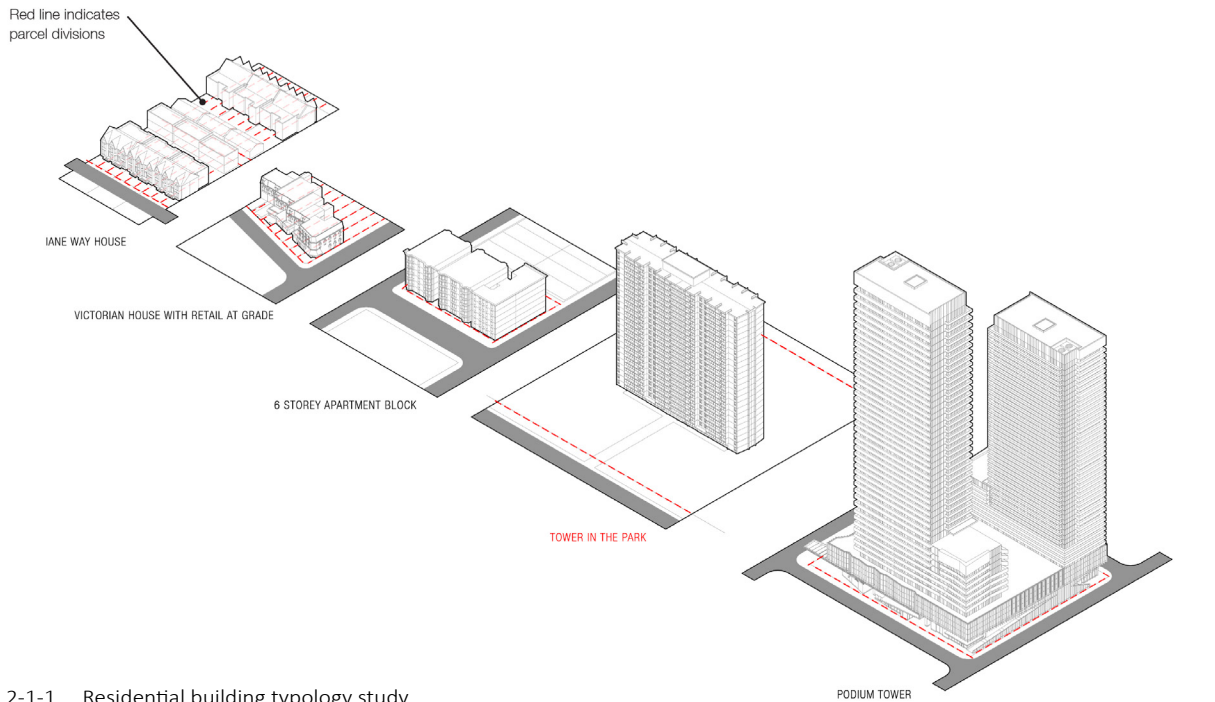 Red line indicates
parcel divisions
lANE WAY HOUSE
VICTORIAN HOUSE WITH RETAIL AT GRADE
6 STOREY APARTMENT BLOCK
TOWER IN THE PARK
PODIUM TOWER
2-1-1 Residential building typology study